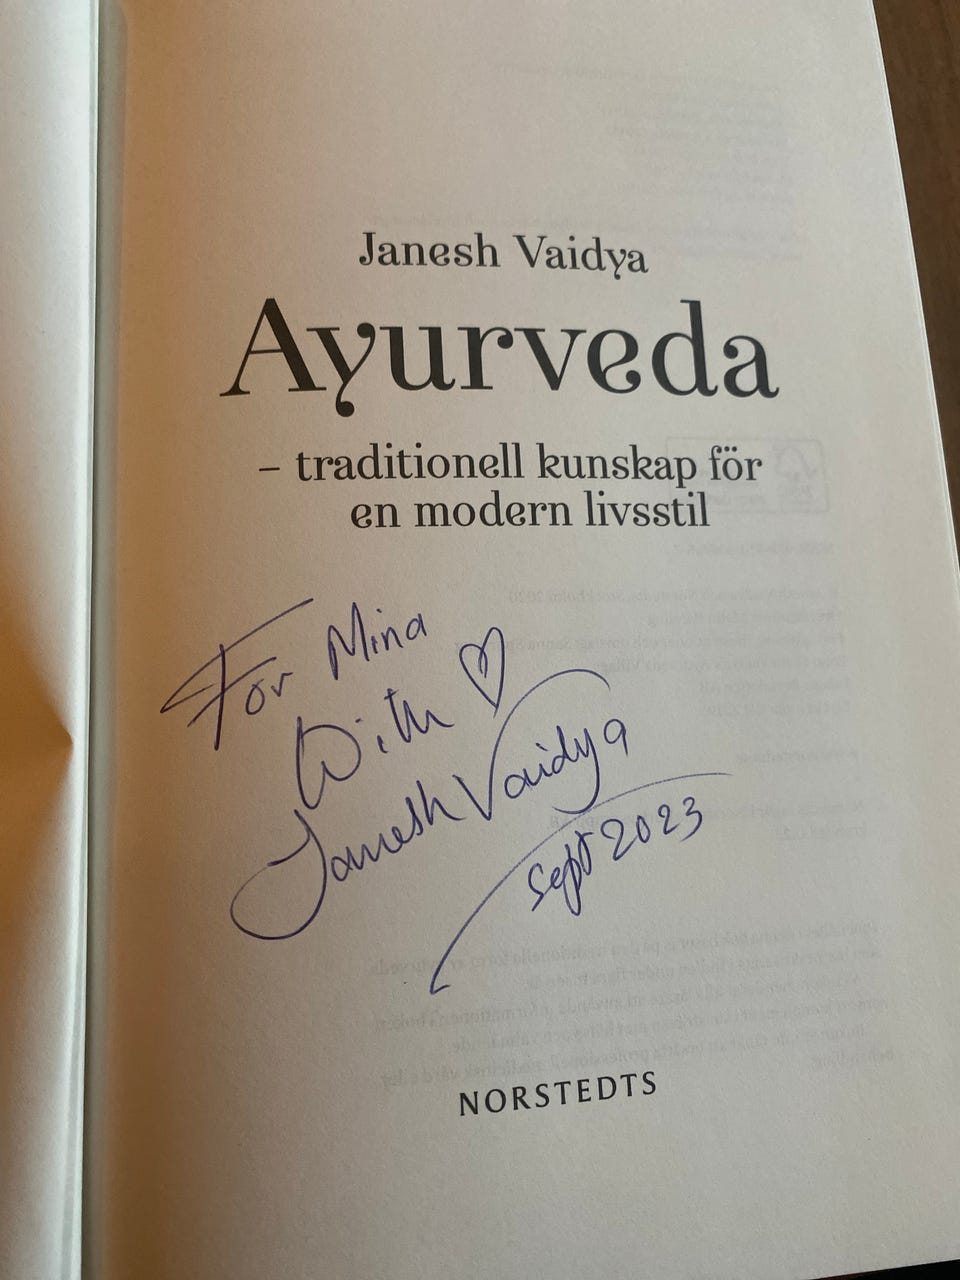 Janesh Vaidya
Ayurveda
– traditionell kunskap för
en modern livsstil
For Mina
With ♡
Janesh Vaidya
Sept 2023
NORSTEDTS